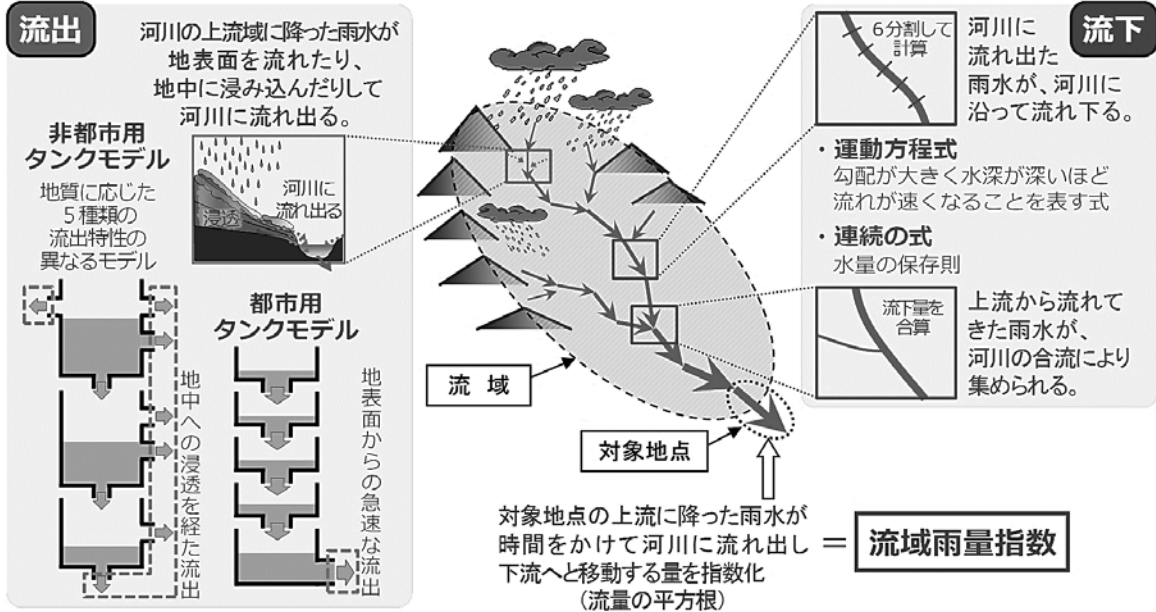 流出
河川の上流域に降った雨水が
地表面を流れたり、
地中に浸み込んだりして
河川に流れ出る。
非都市用
タンクモデル
地質に応じた
5種類の
流出特性の
異なるモデル
浸透
河川に
流れ出る
都市用
タンクモデル
地中への浸透を経た流出
地表面からの急速な流出
流域
対象地点
対象地点の上流に降った雨水が
時間をかけて河川に流れ出し
下流へと移動する量を指数化
(流量の平方根)
=
流域雨量指数
流下
6分割して
計算
河川に
流れ出た
雨水が、河川に
沿って流れ下る。
・運動方程式
勾配が大きく水深が深いほど
流れが速くなることを表す式
・連続の式
水量の保存則
流下量を
合算
上流から流れて
きた雨水が、
河川の合流により
集められる。